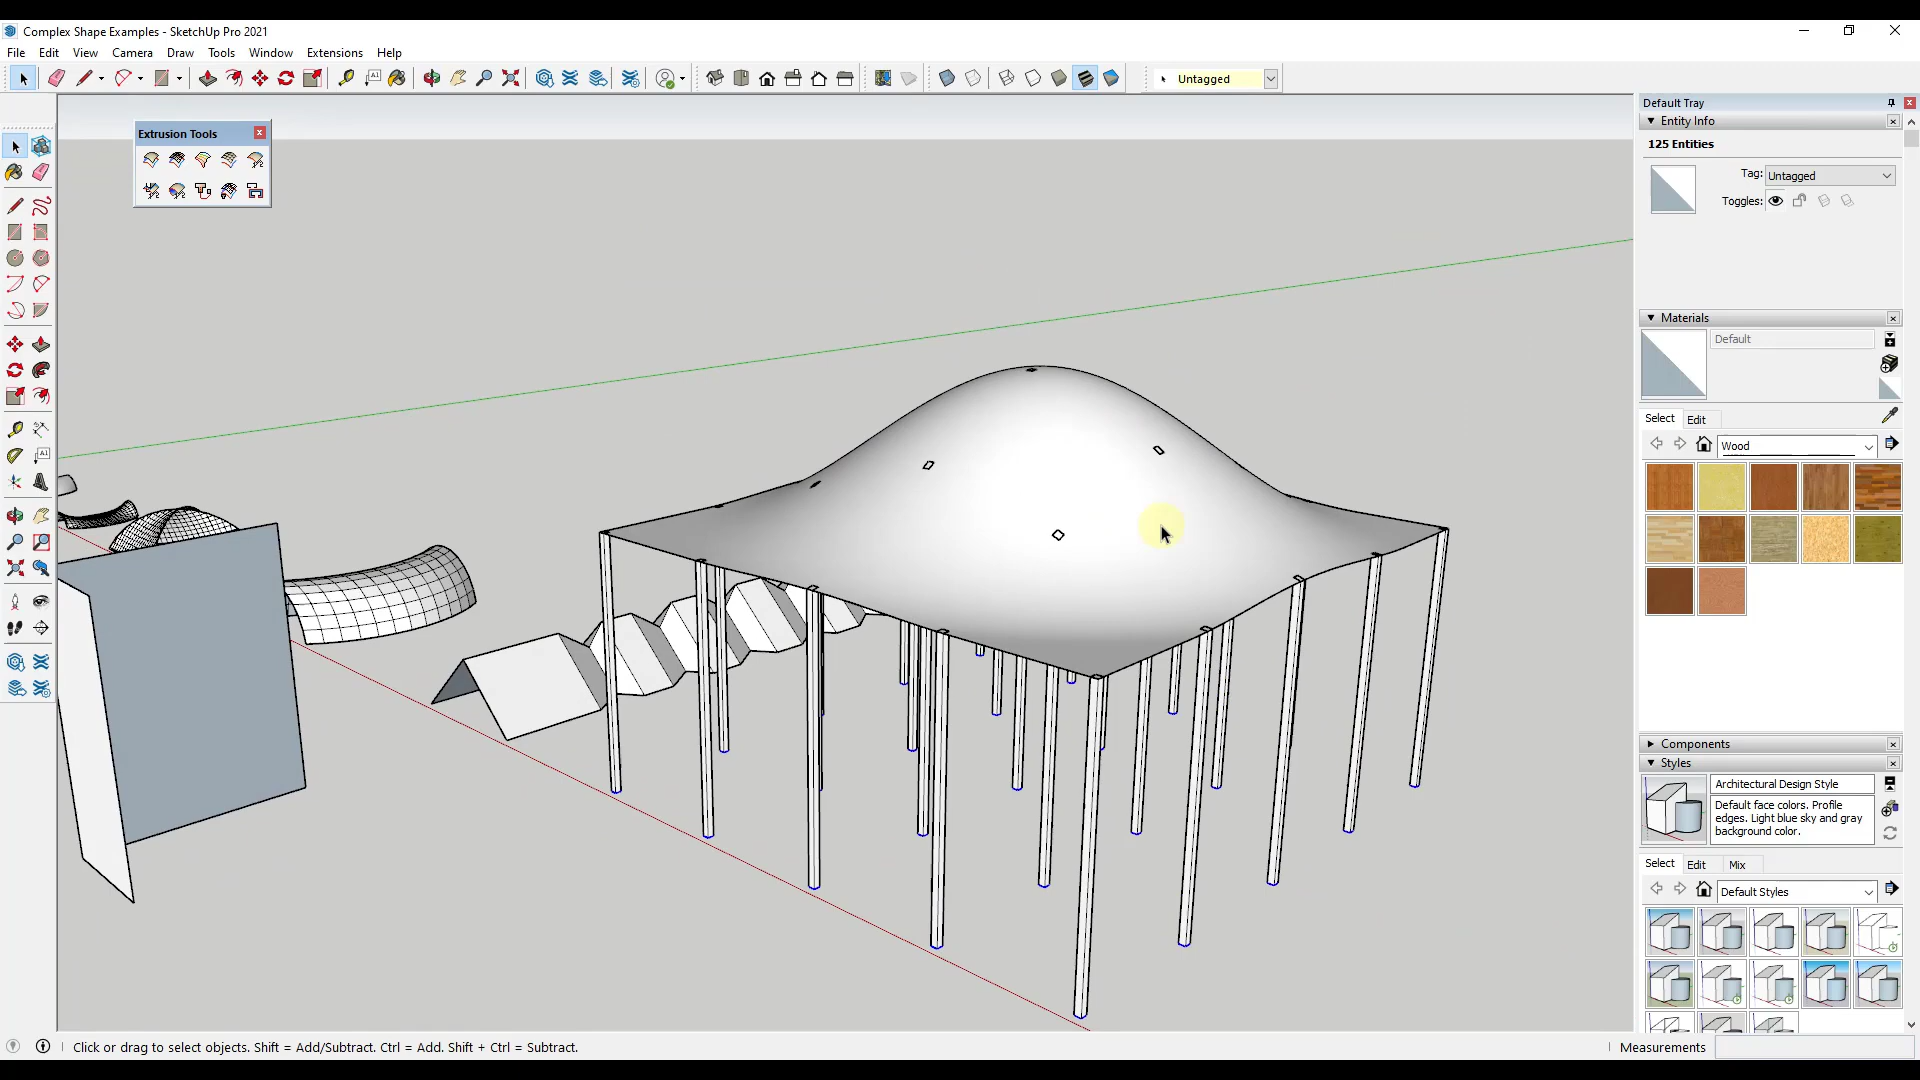 Complex Shape Examples - SketchUp Pro 2021
File Edit View Camera Draw Tools Window Extensions Help
Untagged
Extrusion Tools
Default Tray
Entity Info
125 Entities
Tag: Untagged
Toggles:
Materials
Default
Select Edit
Wood
Components
Styles
Architectural Design Style
Default face colors. Profile
edges. Light blue sky and gray
background color.
Select Edit Mix
Default Styles
Click or drag to select objects. Shift = Add/Subtract. Ctrl = Add. Shift + Ctrl = Subtract.
Measurements